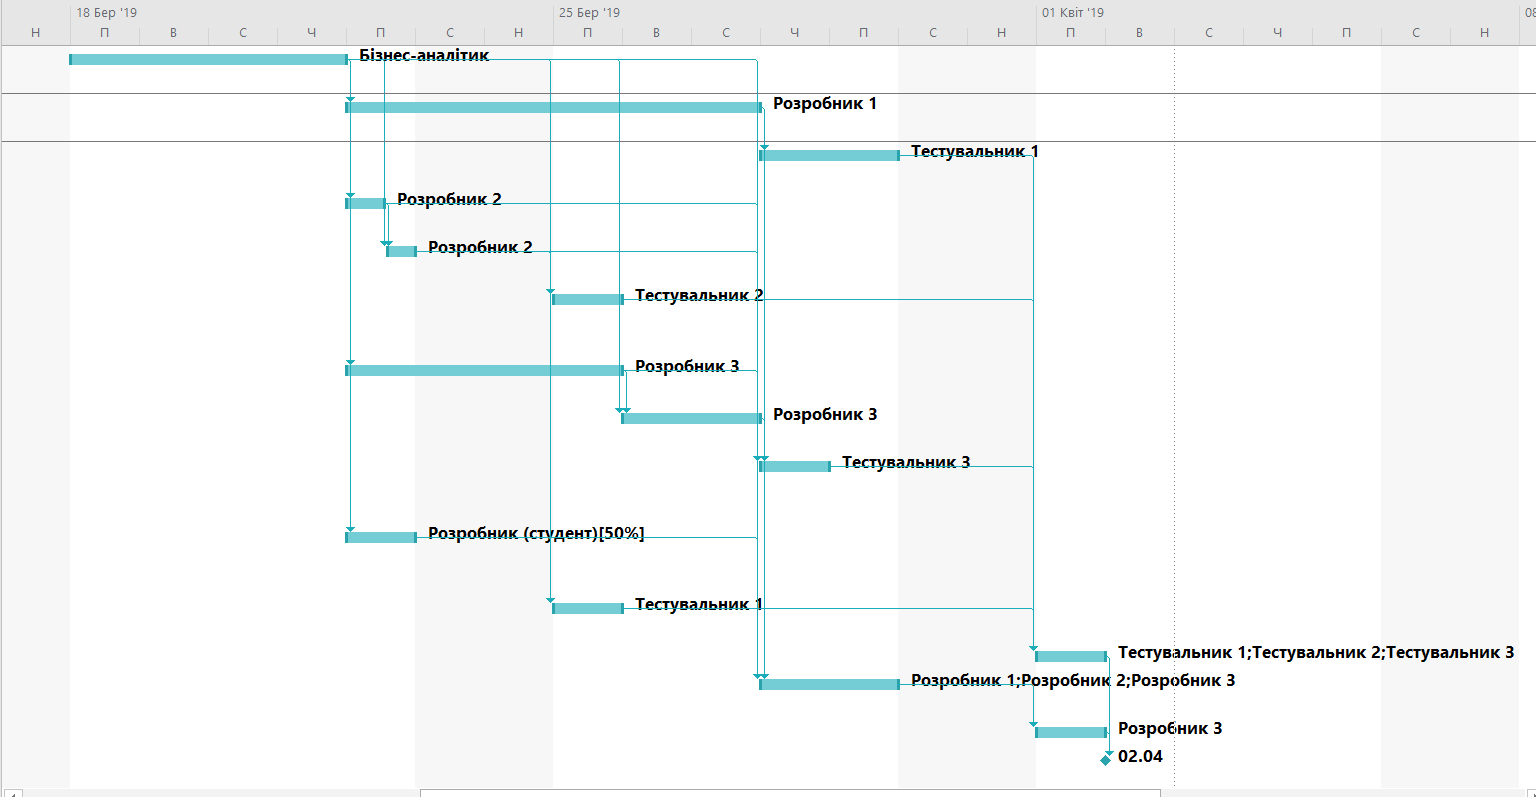 18 Бер '19 25 Бер '19 01 Квіт '19 08
Н П В С Ч П С Н П В С Ч П С Н П В С Ч П С Н
Бізнес-аналітик
Розробник 1
Тестувальник 1
Розробник 2
Розробник 2
Тестувальник 2
Розробник 3
Розробник 3
Тестувальник 3
Розробник (студент)[50%]
Тестувальник 1
Тестувальник 1;Тестувальник 2;Тестувальник 3
Розробник 1;Розробник 2;Розробник 3
Розробник 3
02.04